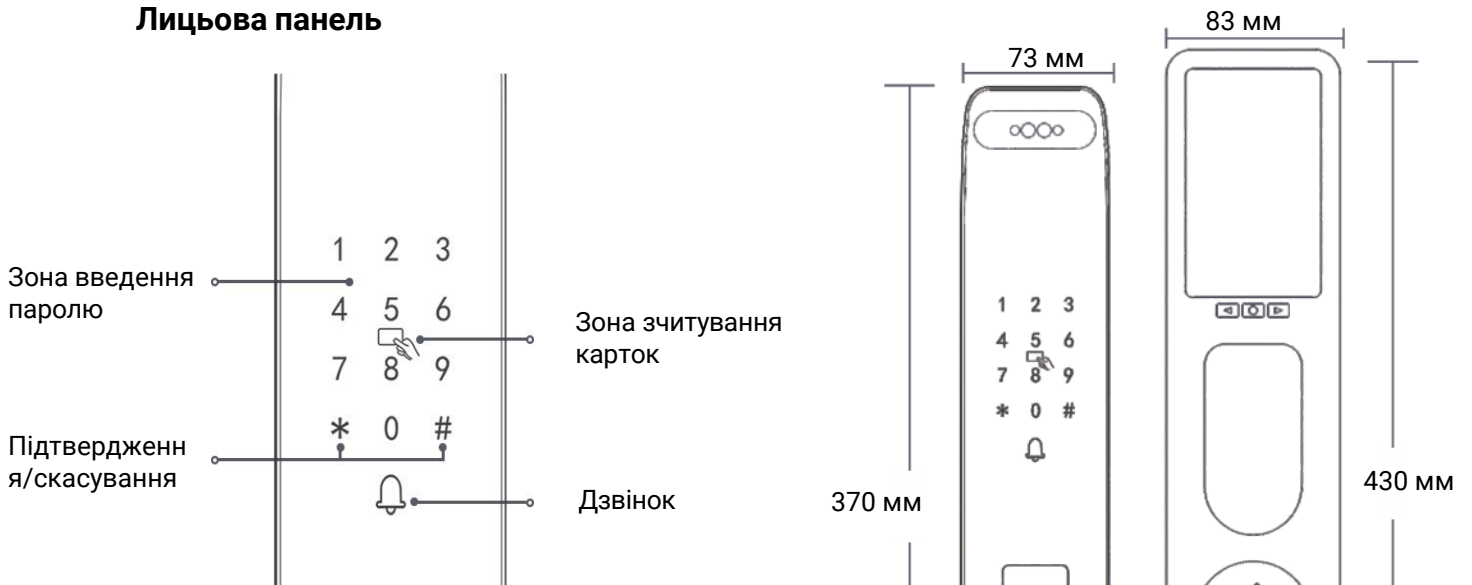 Лицьова панель
1 2 3
4 5 6
7 8 9
* 0 #
Зона введення
паролю
Зона зчитування
карток
Підтвердженн
я/скасування
Дзвінок
73 мм
83 мм
1 2 3
4 5 6
7 8 9
* 0 #
370 мм
430 мм